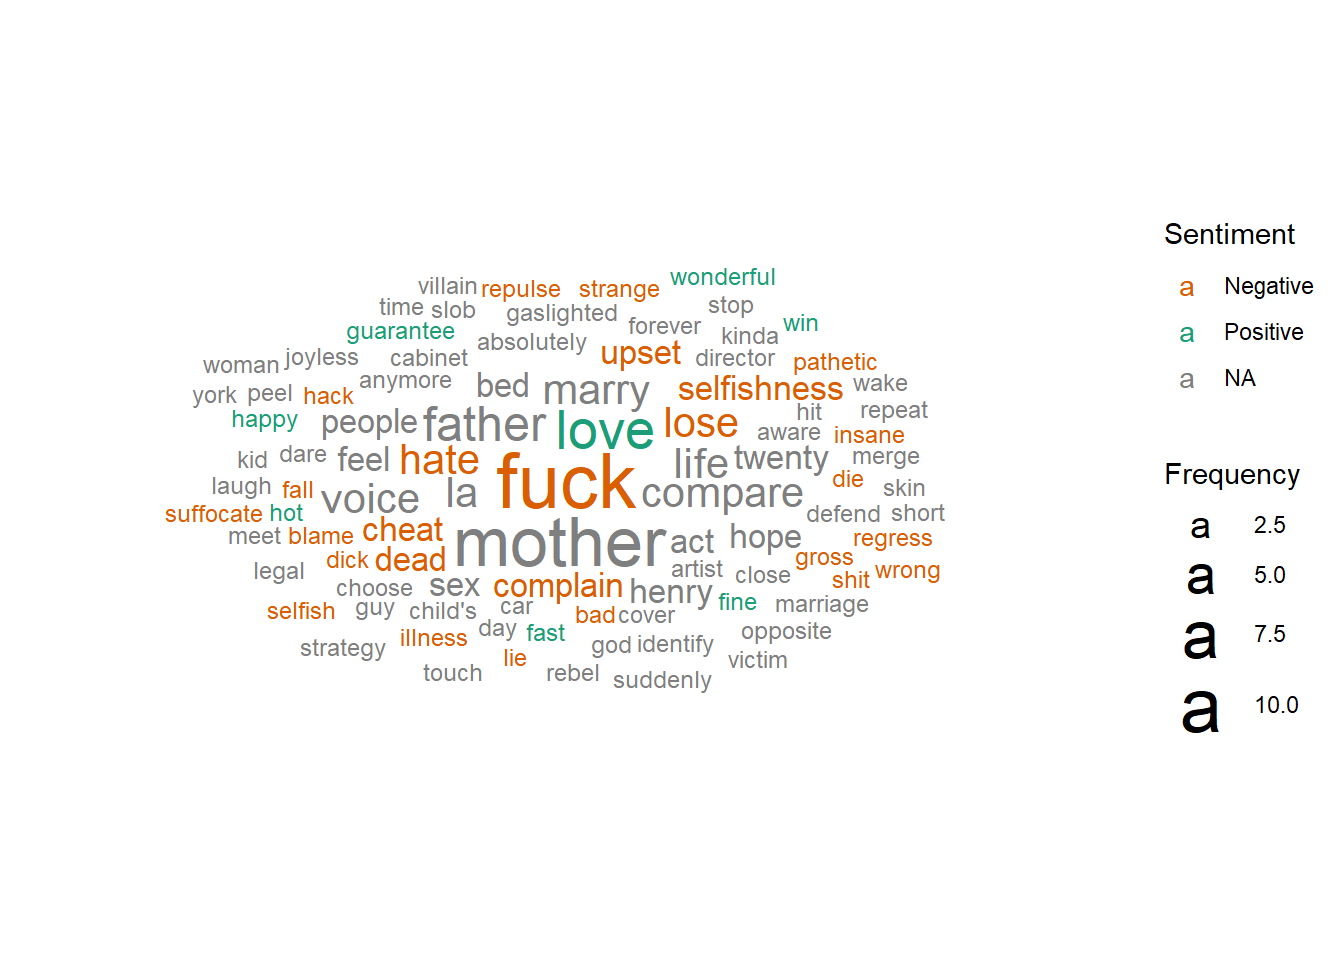 wonderful
villain repulse strange
time slob gaslighted stop
guarantee absolutely forever kinda win
woman joyless cabinet upset director pathetic
york peel hack anymore bed marry selfishness wake
happy people father love lose hit repeat
kid dare feel hate life twenty aware insane merge
laugh fall voice la fuck compare die skin
suffocate hot defend short
meet blame cheat mother act hope regress
legal dick dead artist close gross shit wrong
choose sex complain henry fine marriage
selfish guy child's car bad cover
strategy illness day fast god identify opposite
lie victim
touch rebel suddenly
Sentiment
a Negative
a Positive
a NA
Frequency
a 2.5
a 5.0
a 7.5
a 10.0